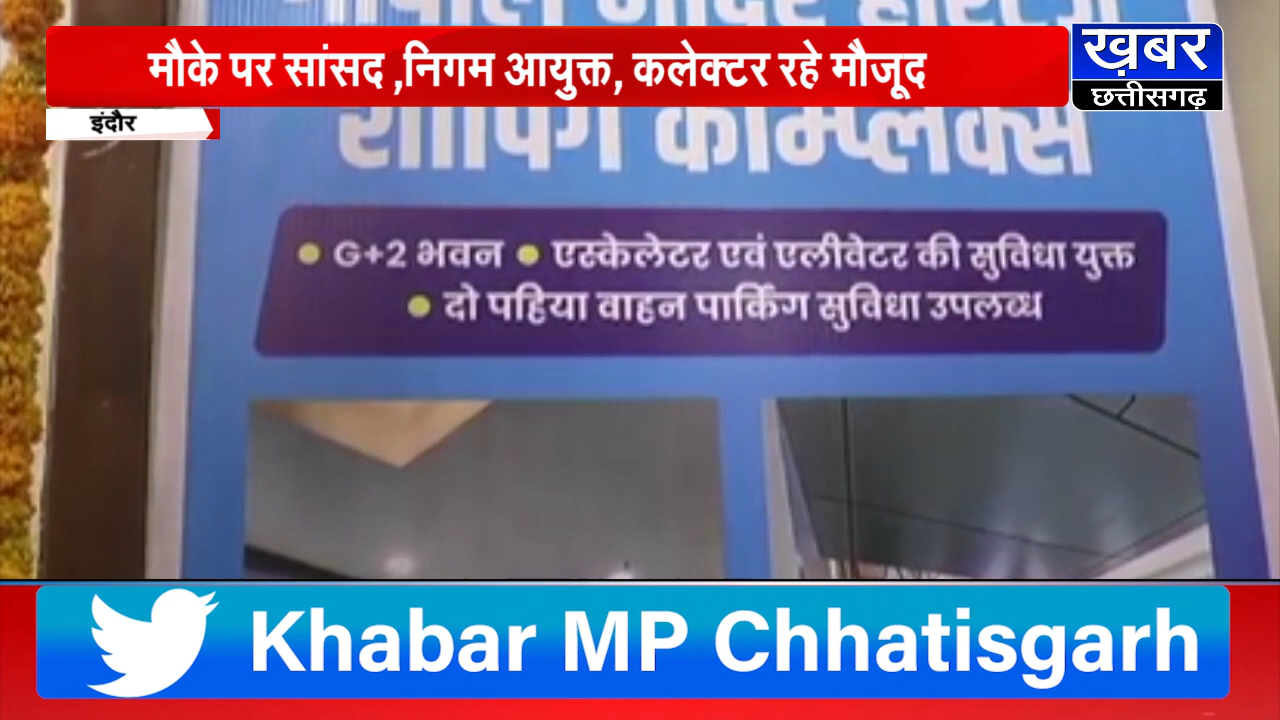 गोपाल मंदिर हेरिटेज
मौके पर सांसद ,निगम आयुक्त, कलेक्टर रहे मौजूद
ख़बर
छत्तीसगढ़
इंदौर
शॉपिंग कॉम्प्लेक्स
G+2 भवन
एस्केलेटर एवं एलीवेटर की सुविधा युक्त
दो पहिया वाहन पार्किंग सुविधा उपलब्ध
Khabar MP Chhatisgarh